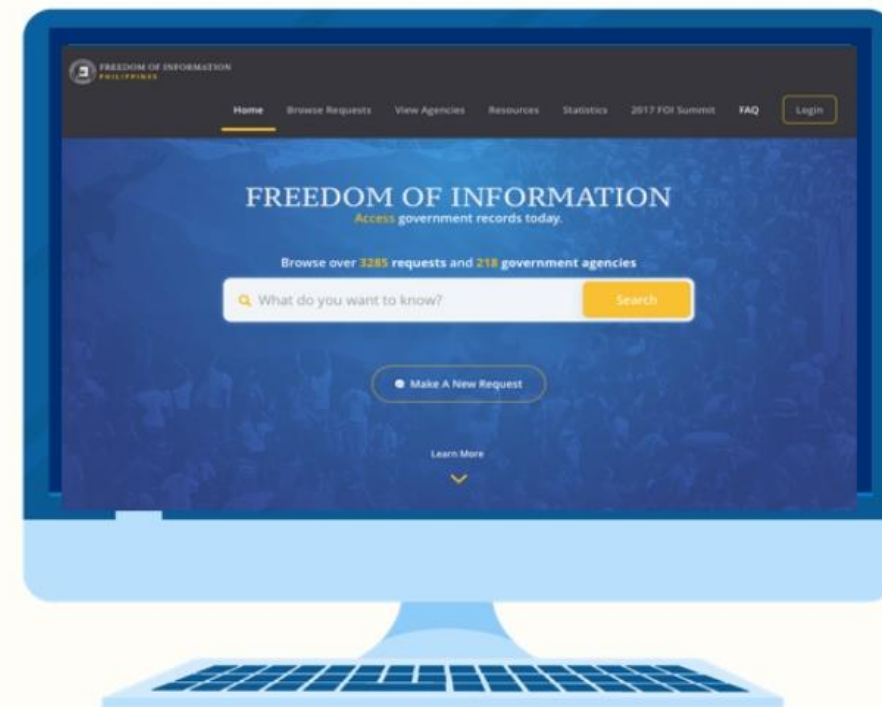 FREEDOM OF INFORMATION
PHILIPPINES
Home Browse Requests View Agencies Resources Statistics 2017 FOI Summit FAQ Login
FREEDOM OF INFORMATION
Access government records today.
Browse over 3285 requests and 218 government agencies
What do you want to know? Search
Make A New Request
Learn More